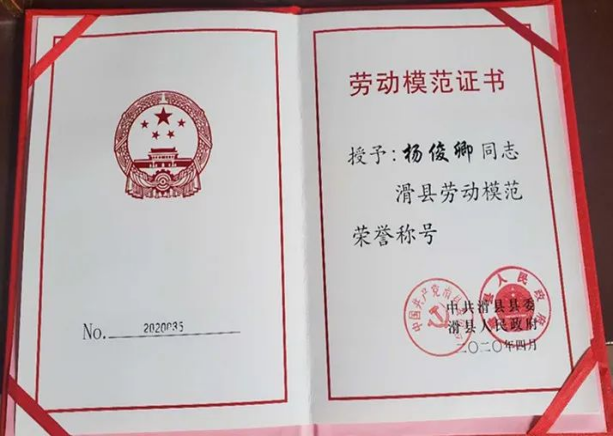 No. 2020035
劳动模范证书
授予：杨俊卿同志
滑县劳动模范
荣誉称号
中共滑县县委
滑县人民政府
二〇二〇年四月